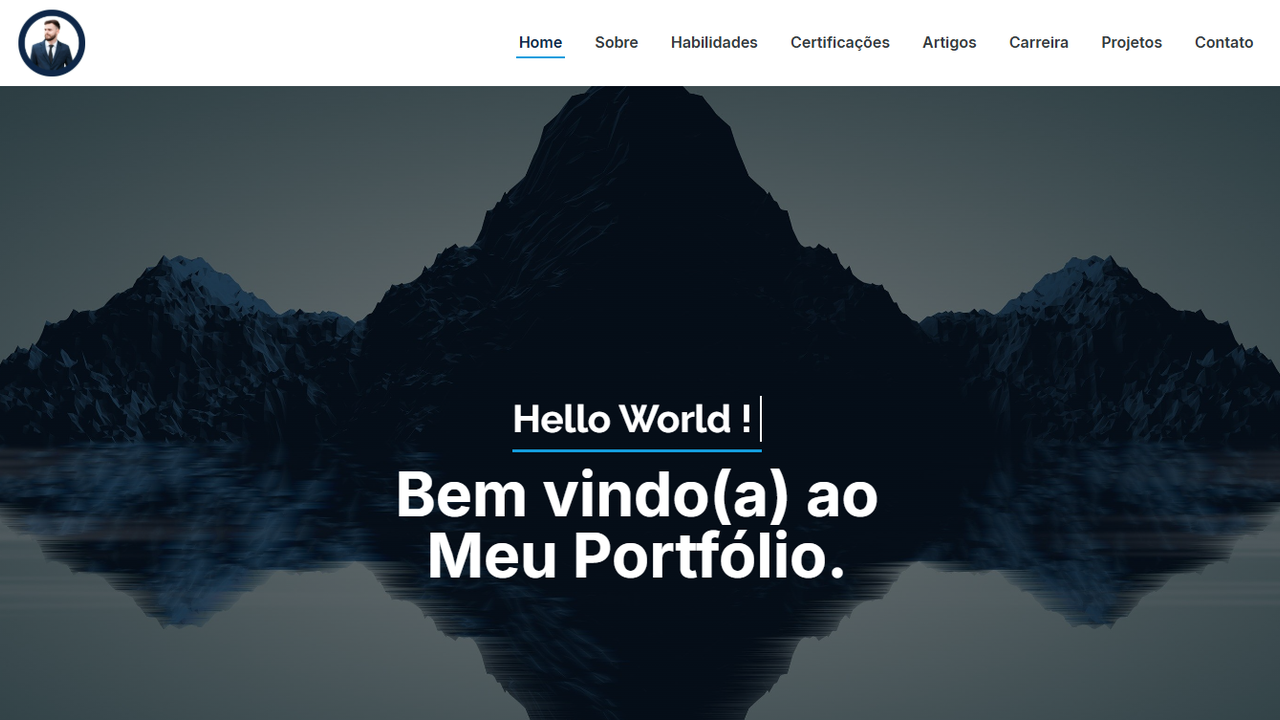 Home Sobre Habilidades Certificações Artigos Carreira Projetos Contato
Hello World !
Bem vindo(a) ao
Meu Portfólio.